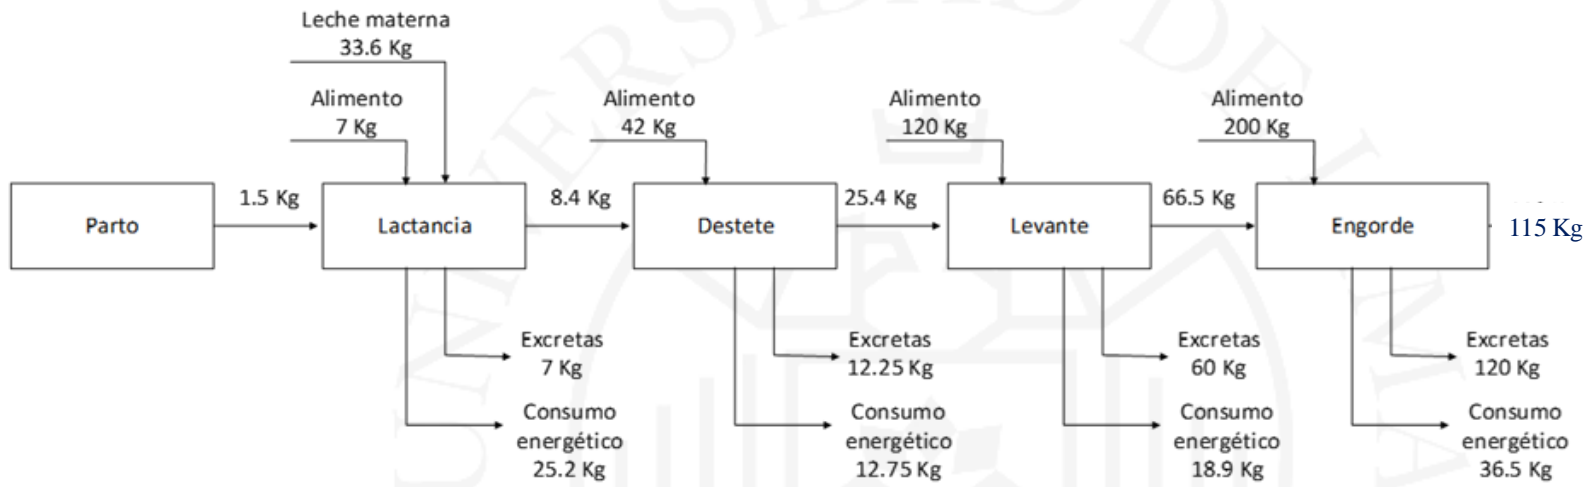 Leche materna
33.6 Kg
Alimento
7 Kg
Alimento
42 Kg
Alimento
120 Kg
Alimento
200 Kg
Parto
1.5 Kg
Lactancia
8.4 Kg
Destete
25.4 Kg
Levante
66.5 Kg
Engorde
115 Kg
Excretas
7 Kg
Excretas
12.25 Kg
Excretas
60 Kg
Excretas
120 Kg
Consumo
energético
25.2 Kg
Consumo
energético
12.75 Kg
Consumo
energético
18.9 Kg
Consumo
energético
36.5 Kg
UNIVERSIDAD DE